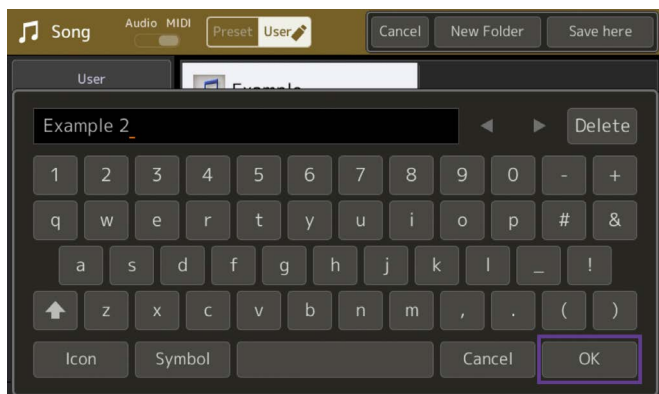 Song Audio MIDI Preset User Cancel New Folder Save here
User Example
Example 2_ Delete
1 2 3 4 5 6 7 8 9 0 - +
q w e r t y u i o p # &
a s d f g h j k l _ !
z x c v b n m , . ( )
Icon Symbol Cancel OK